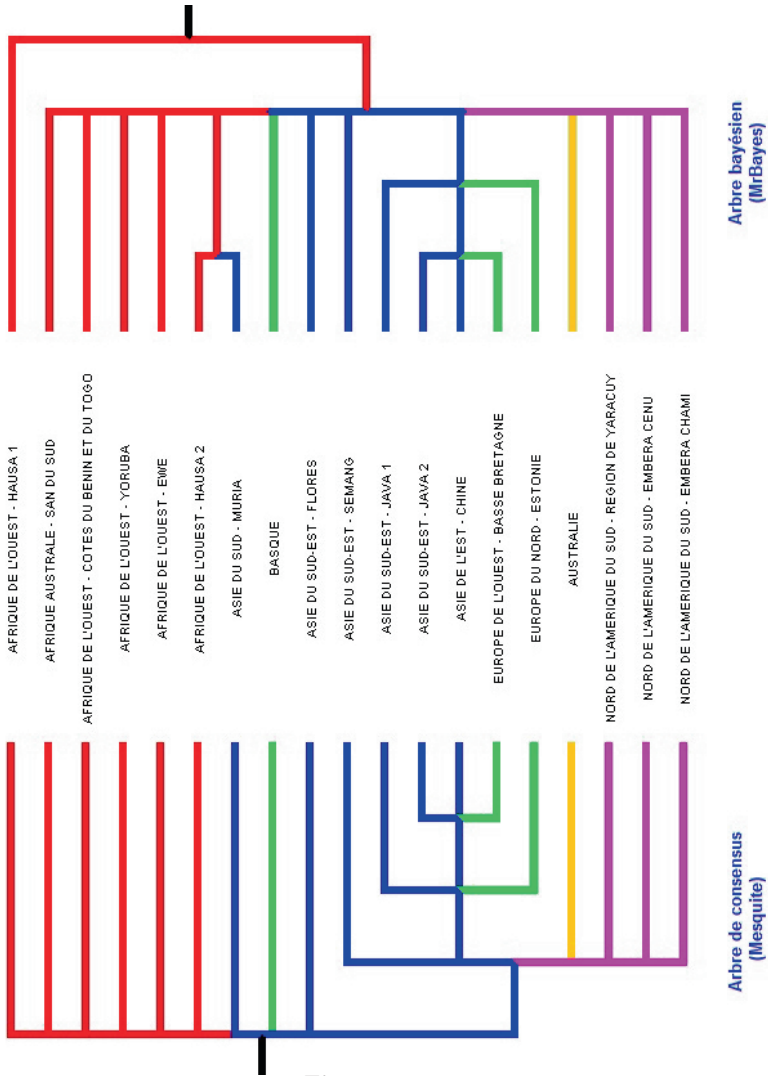 AFRIQUE DE L'OUEST - HAUSA 1
AFRIQUE AUSTRALE - SAN DU SUD
AFRIQUE DE L'OUEST - COTES DU BENIN ET DU TOGO
AFRIQUE DE L'OUEST - YORUBA
AFRIQUE DE L'OUEST - EWE
AFRIQUE DE L'OUEST - HAUSA 2
ASIE DU SUD - MURIA
BASQUE
ASIE DU SUD-EST - FLORES
ASIE DU SUD-EST - SEMANG
ASIE DU SUD-EST - JAVA 1
ASIE DU SUD-EST - JAVA 2
ASIE DE L'EST - CHINE
EUROPE DE L'OUEST - BASSE BRETAGNE
EUROPE DU NORD - ESTONIE
AUSTRALIE
NORD DE L'AMERIQUE DU SUD - REGION DE YARACUY
NORD DE L'AMERIQUE DU SUD - EMBERA CENU
NORD DE L'AMERIQUE DU SUD - EMBERA CHAMI
Arbre de consensus
(Mesquite)
Arbre bayésien
(MrBayes)